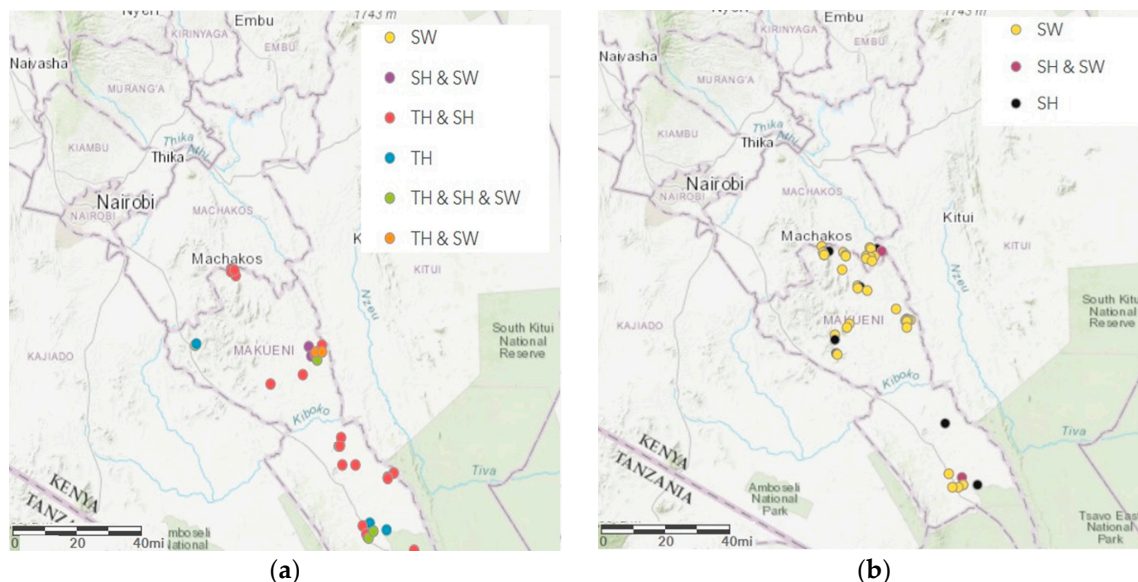 Nyeri
1743 m
KIRINYAGA
Embu
EMBU
Naivasha
MURANG'A
KIAMBU
Thika
Thika
Nairobi
NAIROBI
MACHAKOS
Machakos
KITUI
Nzeu
KAJIADO
MAKUENI
South Kitui
National
Reserve
Kiboko
Tiva
KENYA
Amboseli
National
0
20
40mi
SW
SH & SW
TH & SH
TH
TH & SH & SW
TH & SW
(a)
1743 m
KIRINYAGA
Embu
EMBU
Naivasha
MURANG'A
KIAMBU
Thika
Thika
Nairobi
NAIROBI
MACHAKOS
Machakos
Kitui
KITUI
Nzeu
KAJIADO
MAKUENI
South Kitui
National
Reserve
Kiboko
Tiva
KENYA
TANZANIA
Amboseli
National
Park
Tsavo East
National
Park
0
20
40mi
SW
SH & SW
SH
(b)